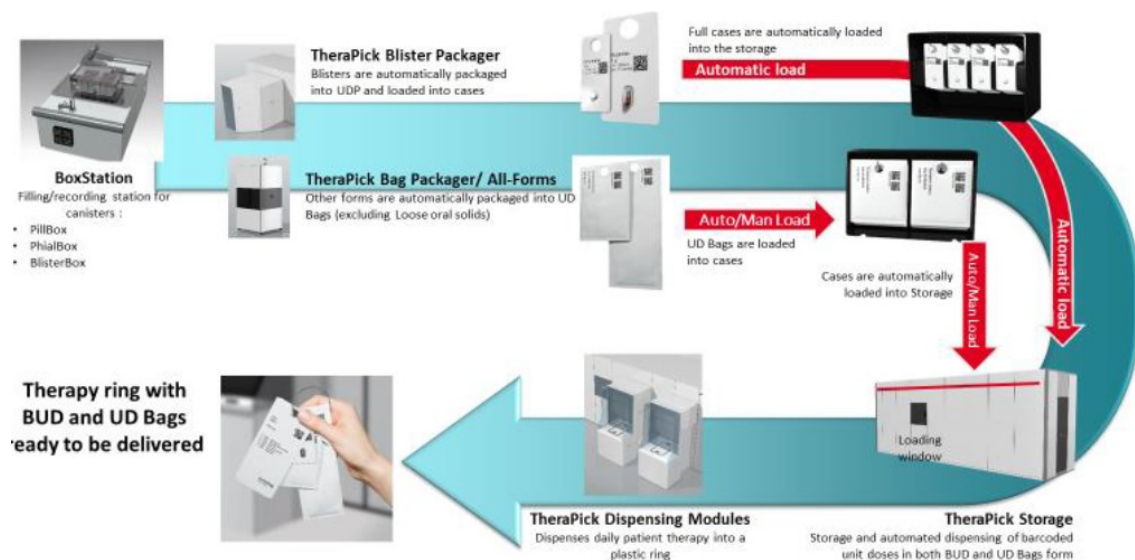 TheraPick Blister Packager
Blisters are automatically packaged
into UDP and loaded into cases
Full cases are automatically loaded
into the storage
Automatic load
BoxStation
Filling/recording station for
canisters :
• PillBox
• PhialBox
• BlisterBox
TheraPick Bag Packager/ All-Forms
Other forms are automatically packaged into UD
Bags (excluding Loose oral solids)
Auto/Man Load
UD Bags are loaded
into cases
Cases are automatically
loaded into Storage
Auto/Man Load
Automatic load
Therapy ring with
BUD and UD Bags
ready to be delivered
Loading
window
TheraPick Dispensing Modules
Dispenses daily patient therapy into a
plastic ring
TheraPick Storage
Storage and automated dispensing of barcoded
unit doses in both BUD and UD Bags form